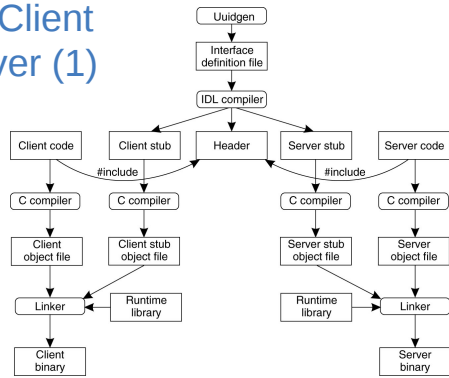 Client
ver (1)
Uuidgen
Interface
definition file
IDL compiler
Client code
Client stub
Header
Server stub
Server code
#include
#include
C compiler
C compiler
C compiler
C compiler
Client
object file
Client stub
object file
Server stub
object file
Server
object file
Linker
Runtime
library
Runtime
library
Linker
Client
binary
Server
binary